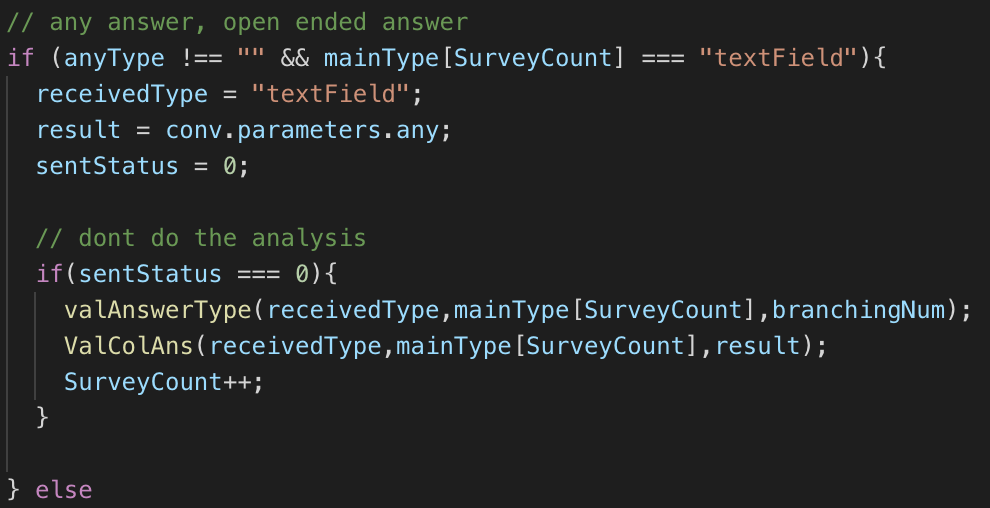 // any answer, open ended answer
if (anyType !== "" && mainType[SurveyCount] === "textField"){
  receivedType = "textField";
  result = conv.parameters.any;
  sentStatus = 0;

  // dont do the analysis
  if(sentStatus === 0){
    valAnswerType(receivedType,mainType[SurveyCount],branchingNum);
    ValColAns(receivedType,mainType[SurveyCount],result);
    SurveyCount++;
  }

} else